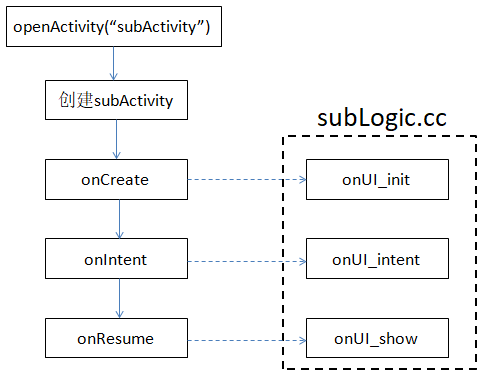 openActivity(“subActivity”)
创建subActivity
subLogic.cc
onCreate
onUI_init
onIntent
onUI_intent
onResume
onUI_show